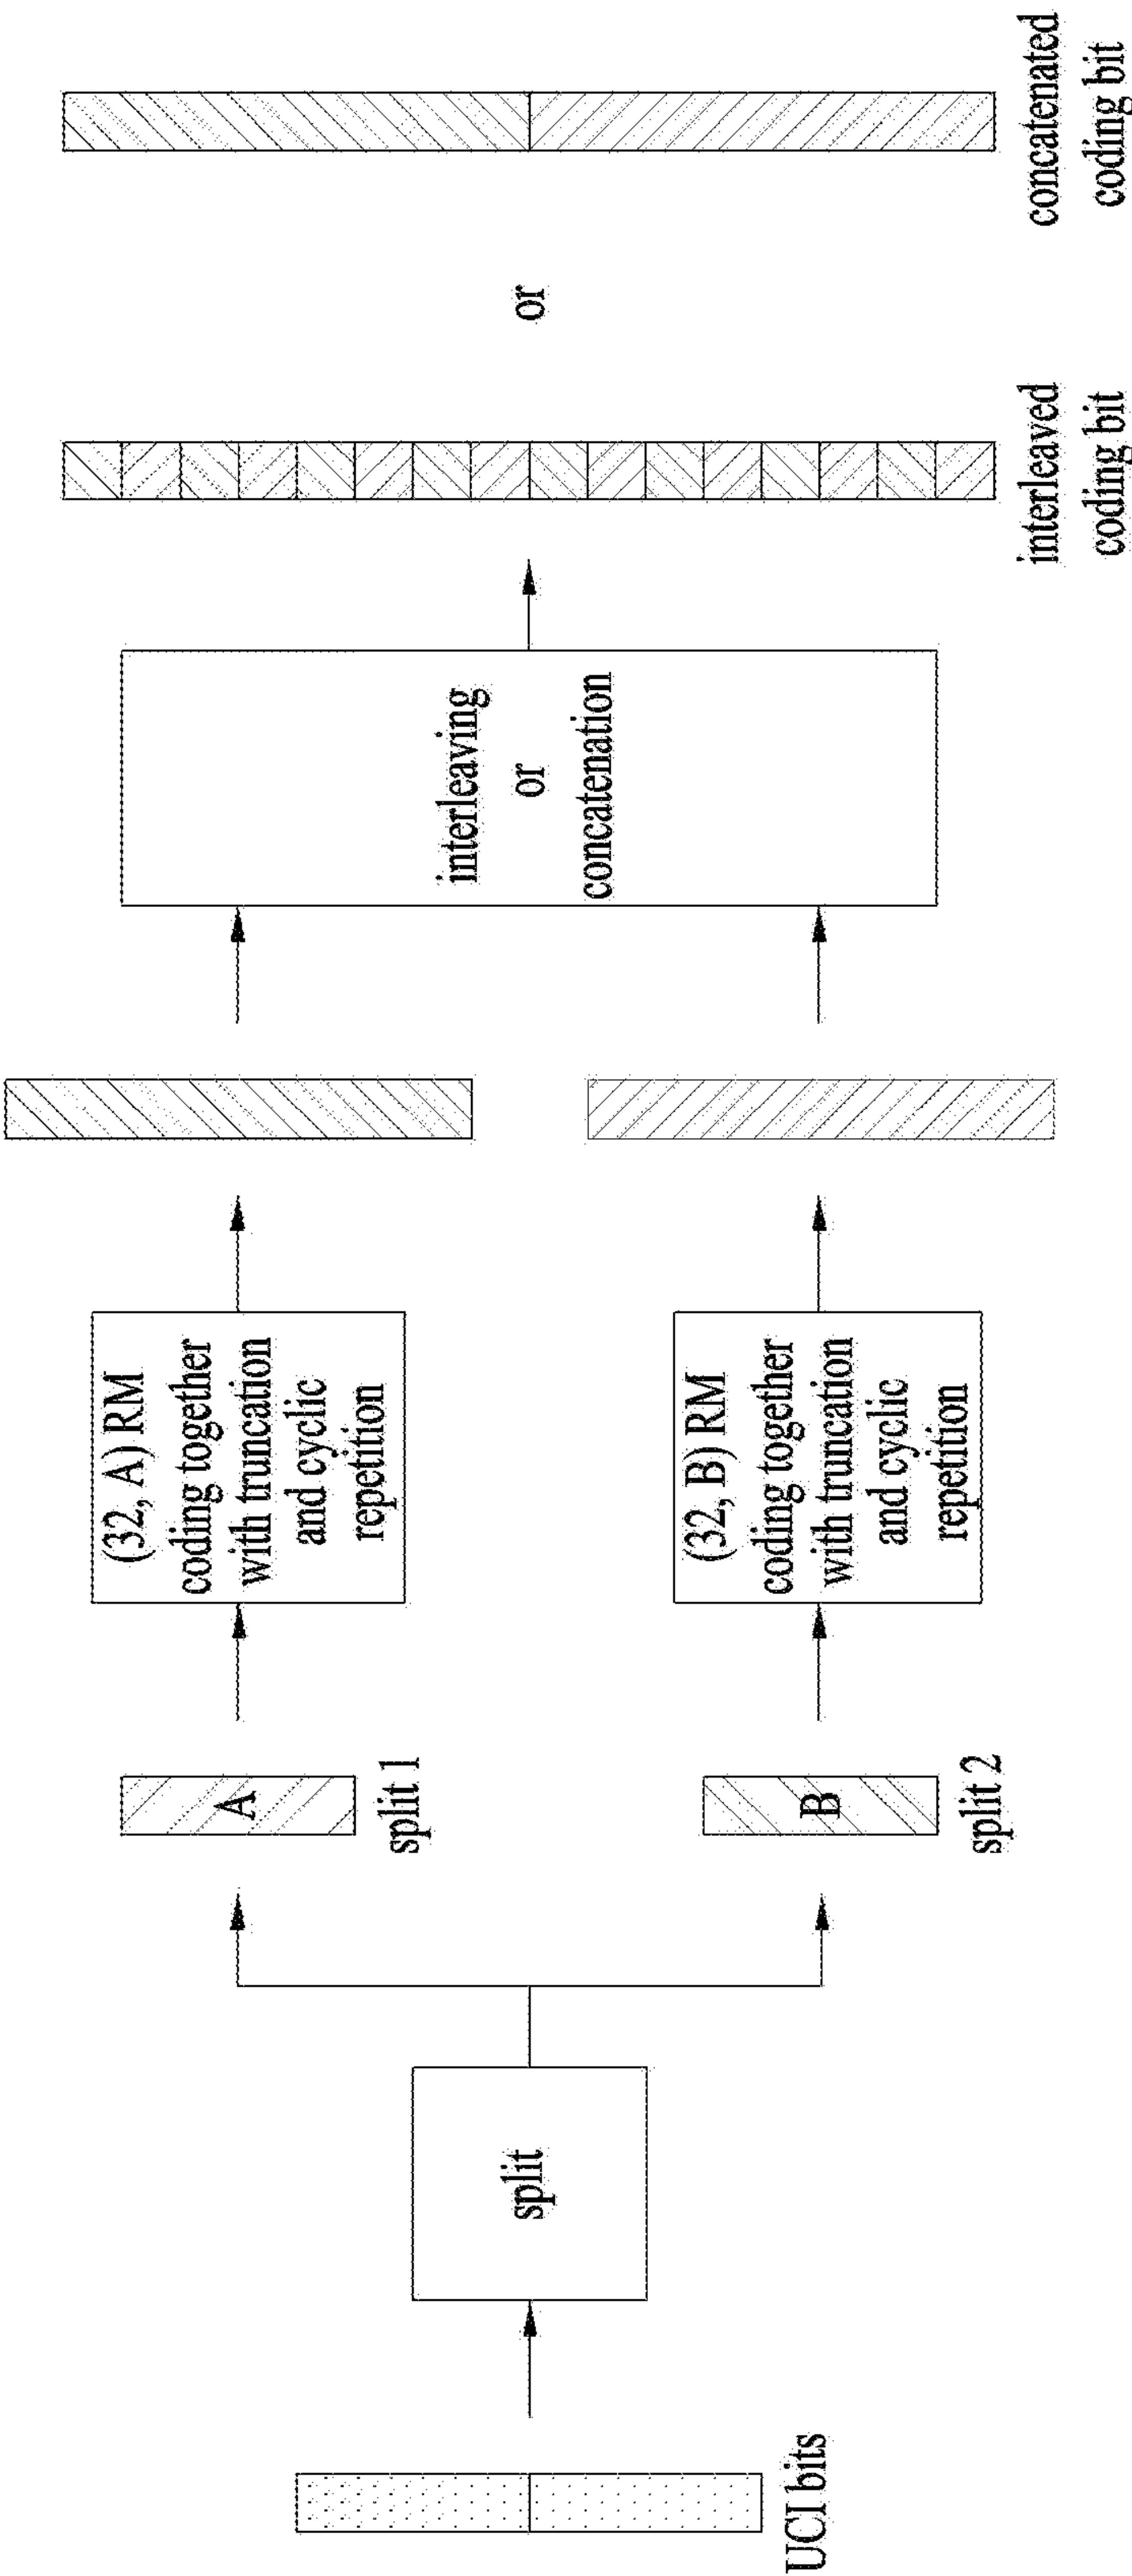 UCI bits
split
A
split 1
B
split 2
(32, A) RM
coding together
with truncation
and cyclic
repetition
(32, B) RM
coding together
with truncation
and cyclic
repetition
interleaving
or
concatenation
interleaved
coding bit
or
concatenated
coding bit